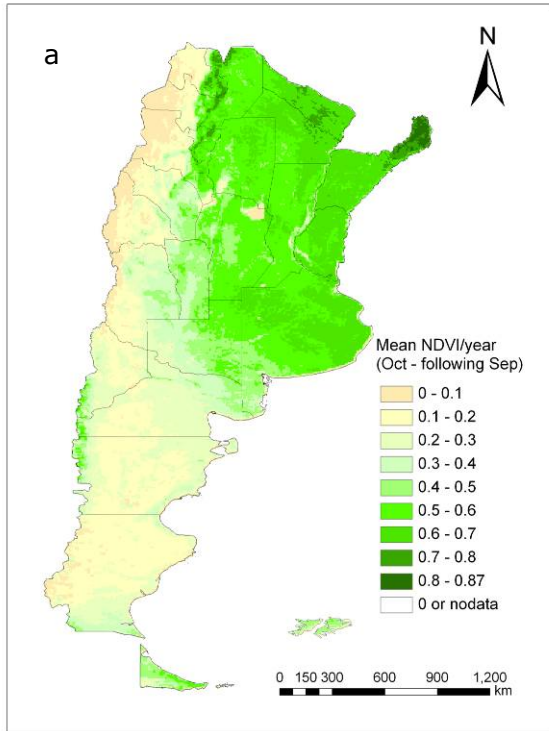 a
N
Mean NDVI/year
(Oct - following Sep)
0 - 0.1
0.1 - 0.2
0.2 - 0.3
0.3 - 0.4
0.4 - 0.5
0.5 - 0.6
0.6 - 0.7
0.7 - 0.8
0.8 - 0.87
0 or nodata
0 150 300 600 900 1,200
km